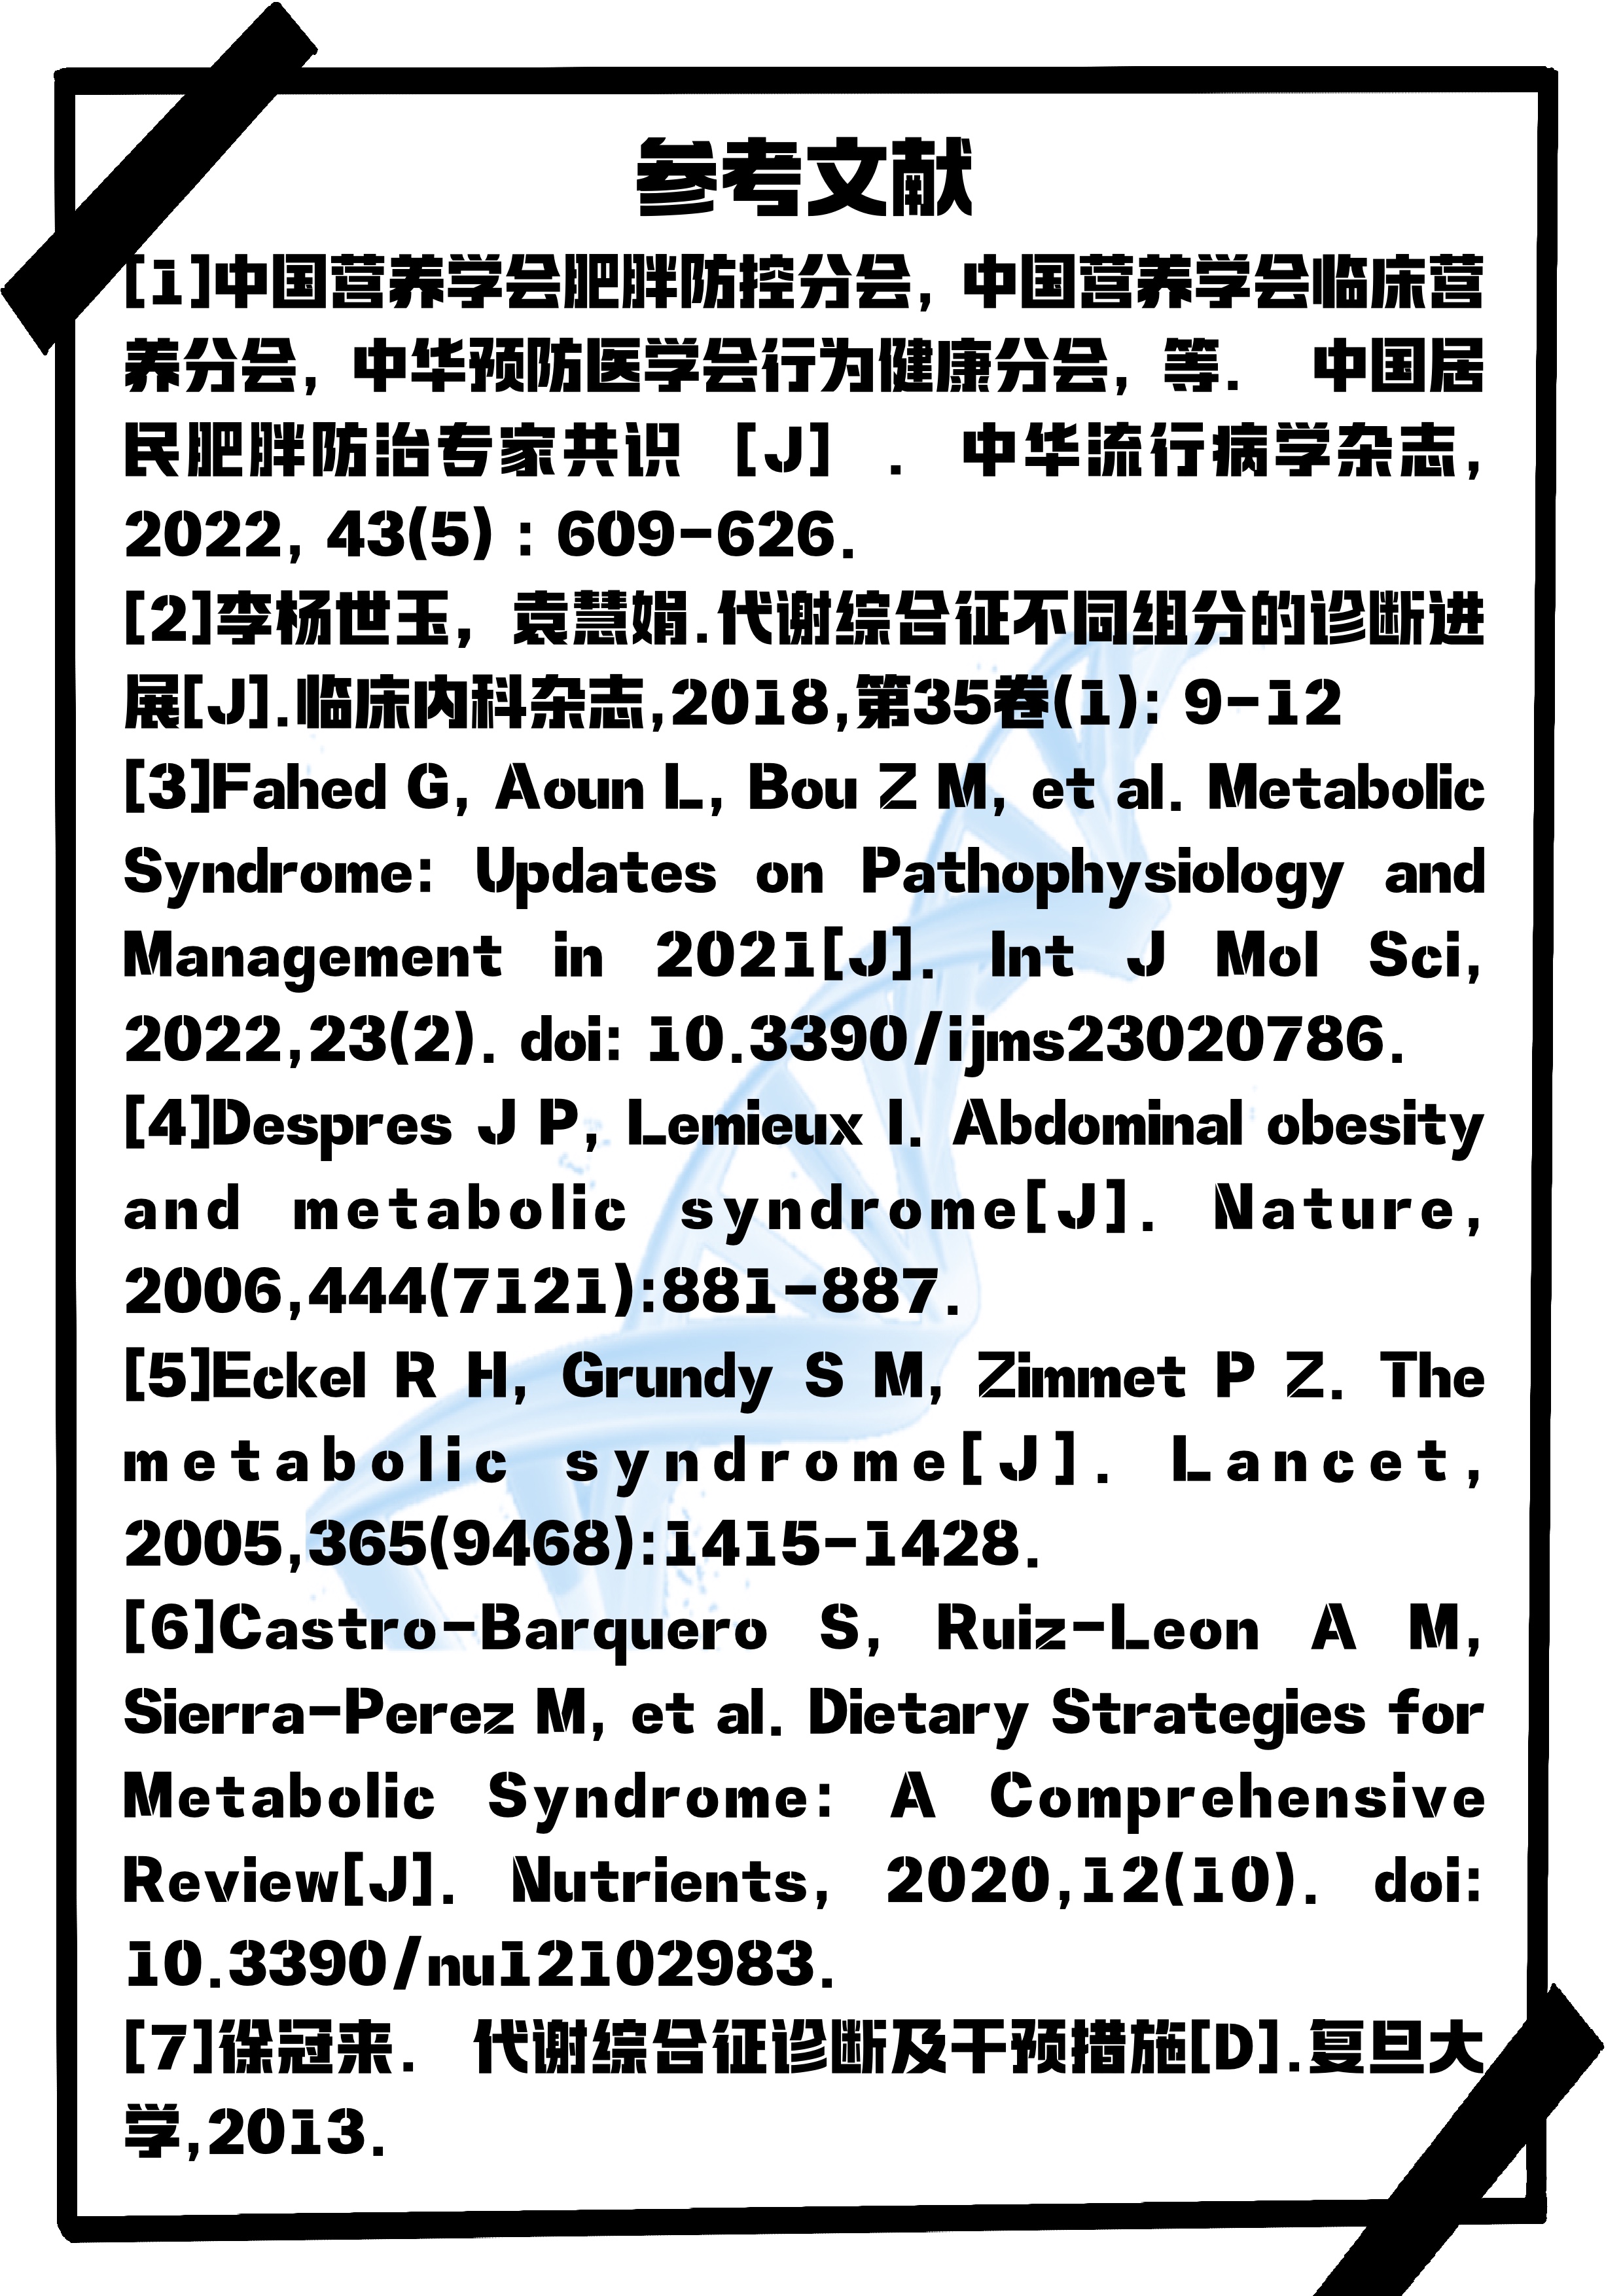 参考文献
[1]中国营养学会肥胖防控分会，中国营养学会临床营
养分会，中华预防医学会行为健康分会，等． 中国居
民肥胖防治专家共识 [J] ． 中华流行病学杂志，
2022, 43(5) : 609-626.
[2]李杨世玉，袁慧娟.代谢综合征不同组分的诊断进
展[J].临床内科杂志,2018,第35卷(1): 9-12
[3]Fahed G, Aoun L, Bou Z M, et al. Metabolic
Syndrome: Updates on Pathophysiology and
Management in 2021[J]. Int J Mol Sci,
2022,23(2). doi: 10.3390/ijms23020786.
[4]Despres J P, Lemieux I. Abdominal obesity
and metabolic syndrome[J]. Nature,
2006,444(7121):881-887.
[5]Eckel R H, Grundy S M, Zimmet P Z. The
metabolic syndrome[J]. Lancet,
2005,365(9468):1415-1428.
[6]Castro-Barquero S, Ruiz-Leon A M,
Sierra-Perez M, et al. Dietary Strategies for
Metabolic Syndrome: A Comprehensive
Review[J]. Nutrients, 2020,12(10). doi:
10.3390/nu12102983.
[7]徐冠来． 代谢综合征诊断及干预措施[D].复旦大
学,2013.